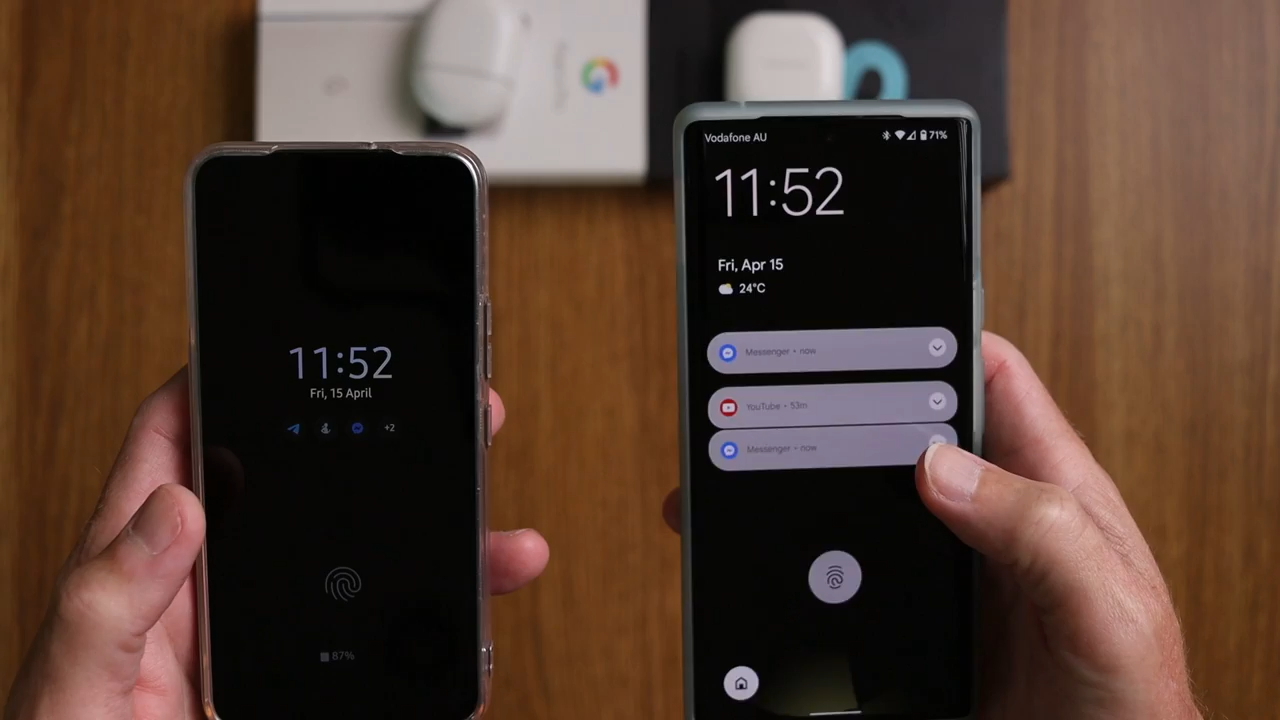 11:52
Fri, 15 April
+2
87%
Vodafone AU
71%
11:52
Fri, Apr 15
24°C
Messenger • now
YouTube • 53m
Messenger • now